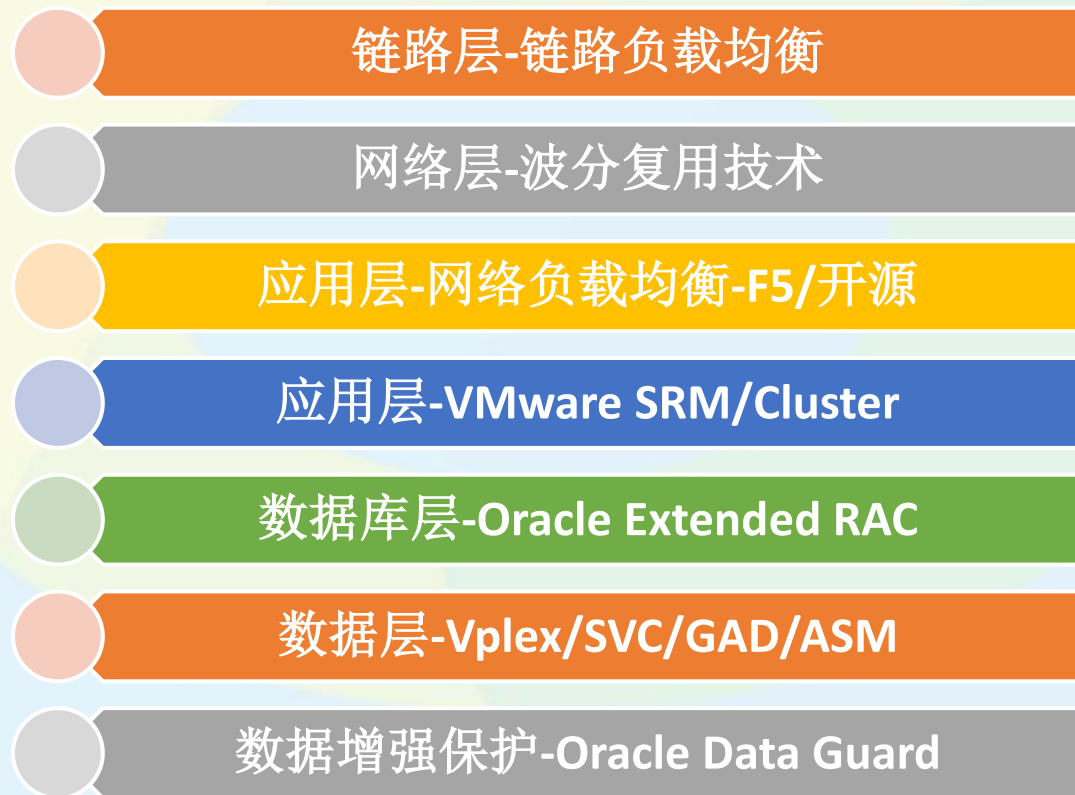 链路层-链路负载均衡
网络层-波分复用技术
应用层-网络负载均衡-F5/开源
应用层-VMware SRM/Cluster
数据库层-Oracle Extended RAC
数据层-Vplex/SVC/GAD/ASM
数据增强保护-Oracle Data Guard